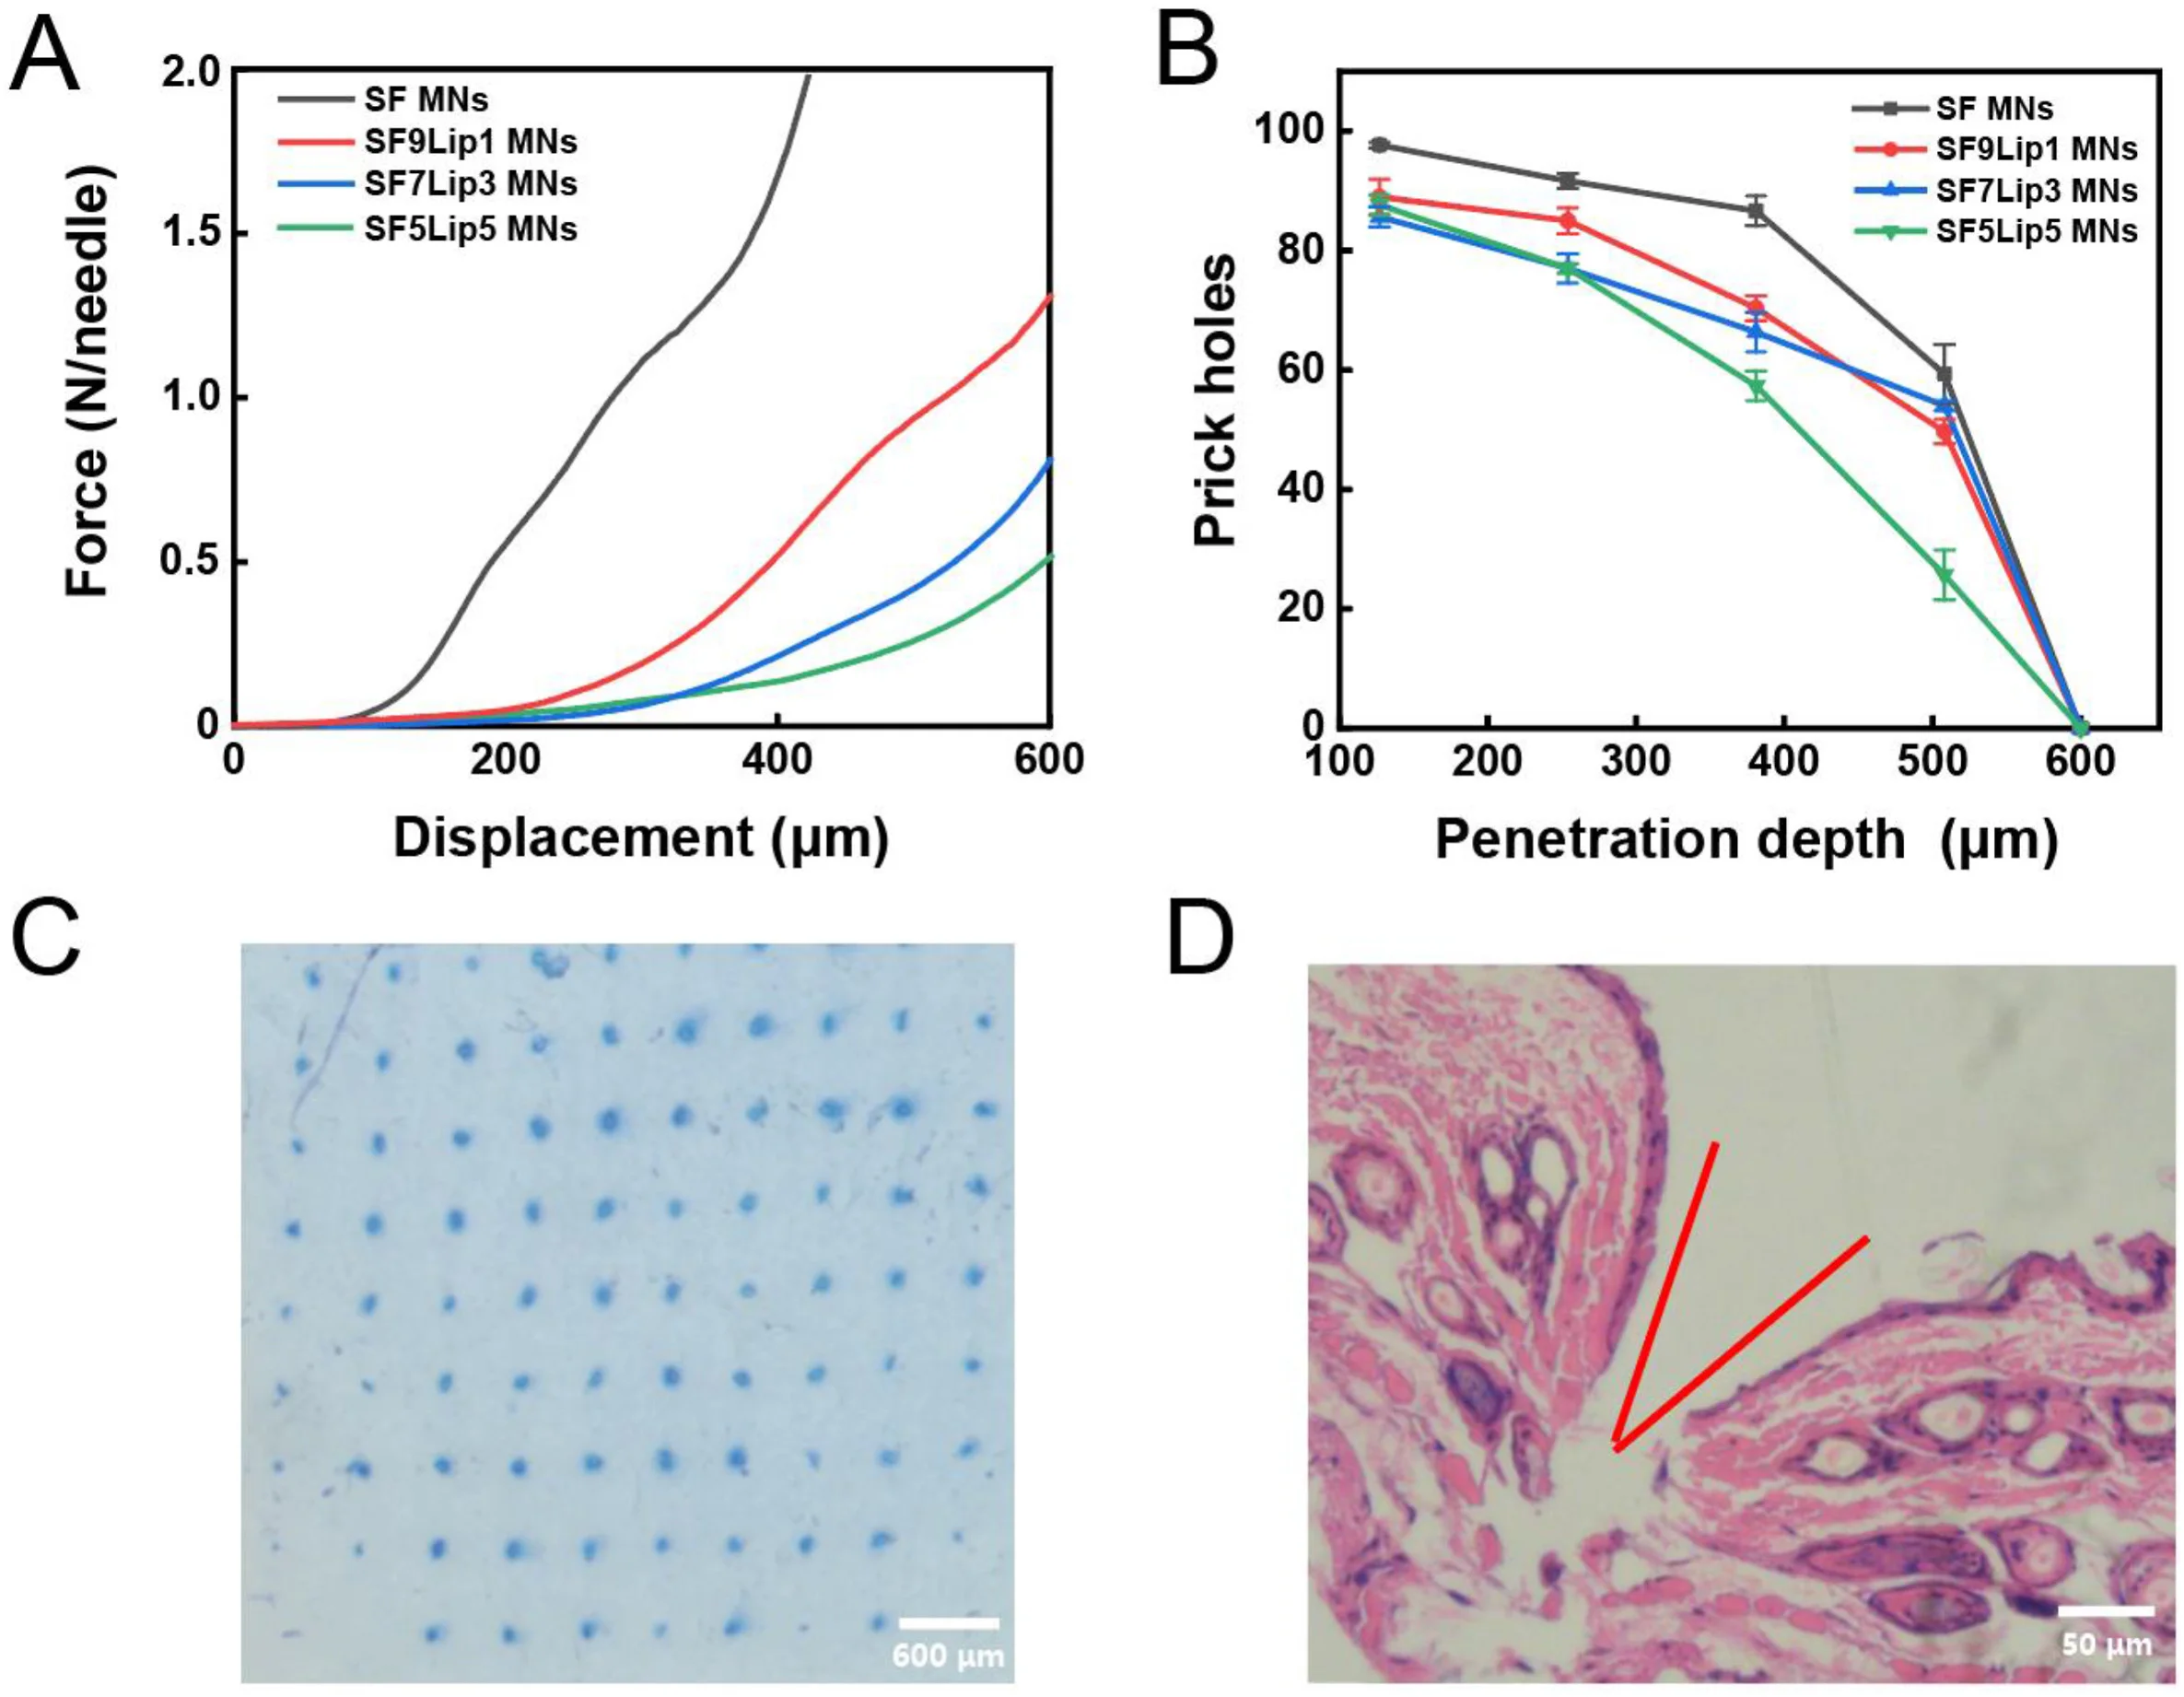 A
2.0
1.5
1.0
0.5
0
0
200
400
600
Force (N/needle)
Displacement (μm)
SF MNs
SF9Lip1 MNs
SF7Lip3 MNs
SF5Lip5 MNs
B
100
80
60
40
20
0
100
200
300
400
500
600
Prick holes
Penetration depth (μm)
SF MNs
SF9Lip1 MNs
SF7Lip3 MNs
SF5Lip5 MNs
C
600 μm
D
50 μm